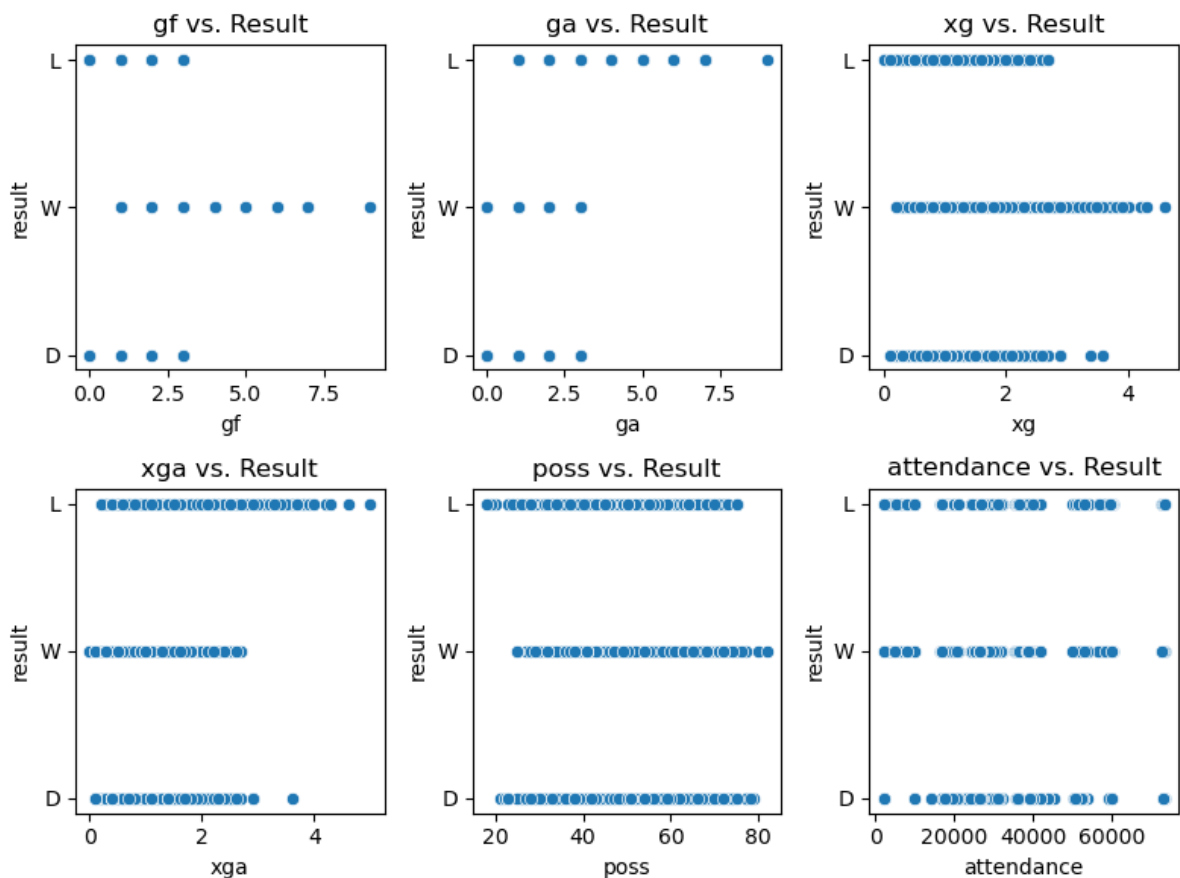 gf vs. Result
ga vs. Result
xg vs. Result
L
W
D
result
0.0 2.5 5.0 7.5
gf
L
W
D
result
0.0 2.5 5.0 7.5
ga
L
W
D
result
0 2 4
xg
xga vs. Result
poss vs. Result
attendance vs. Result
L
W
D
result
0 2 4
xga
L
W
D
result
20 40 60 80
poss
L
W
D
result
0 20000 40000 60000
attendance